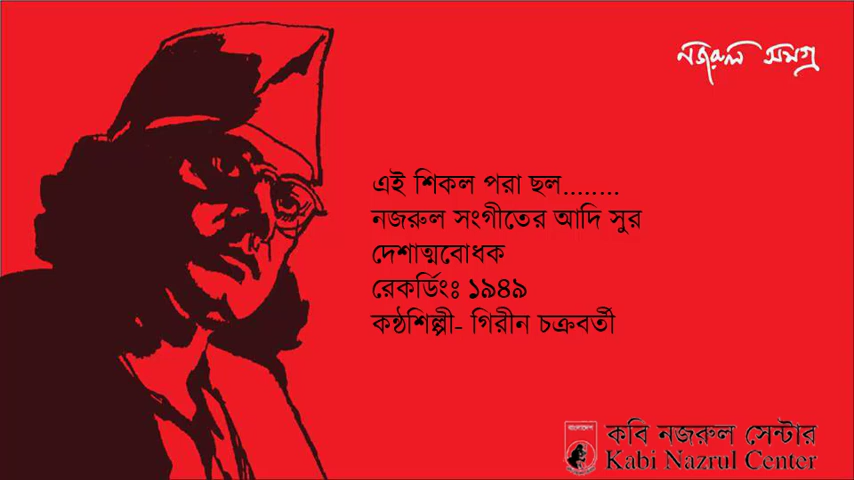 নজরুল সমগ্র
এই শিকল পরা ছল........
নজরুল সংগীতের আদি সুর
দেশাত্মবোধক
রেকর্ডিংঃ ১৯৪৯
কন্ঠশিল্পী- গিরীন চক্রবর্তী
বাংলাদেশ
কবি নজরুল সেন্টার
Kabi Nazrul Center